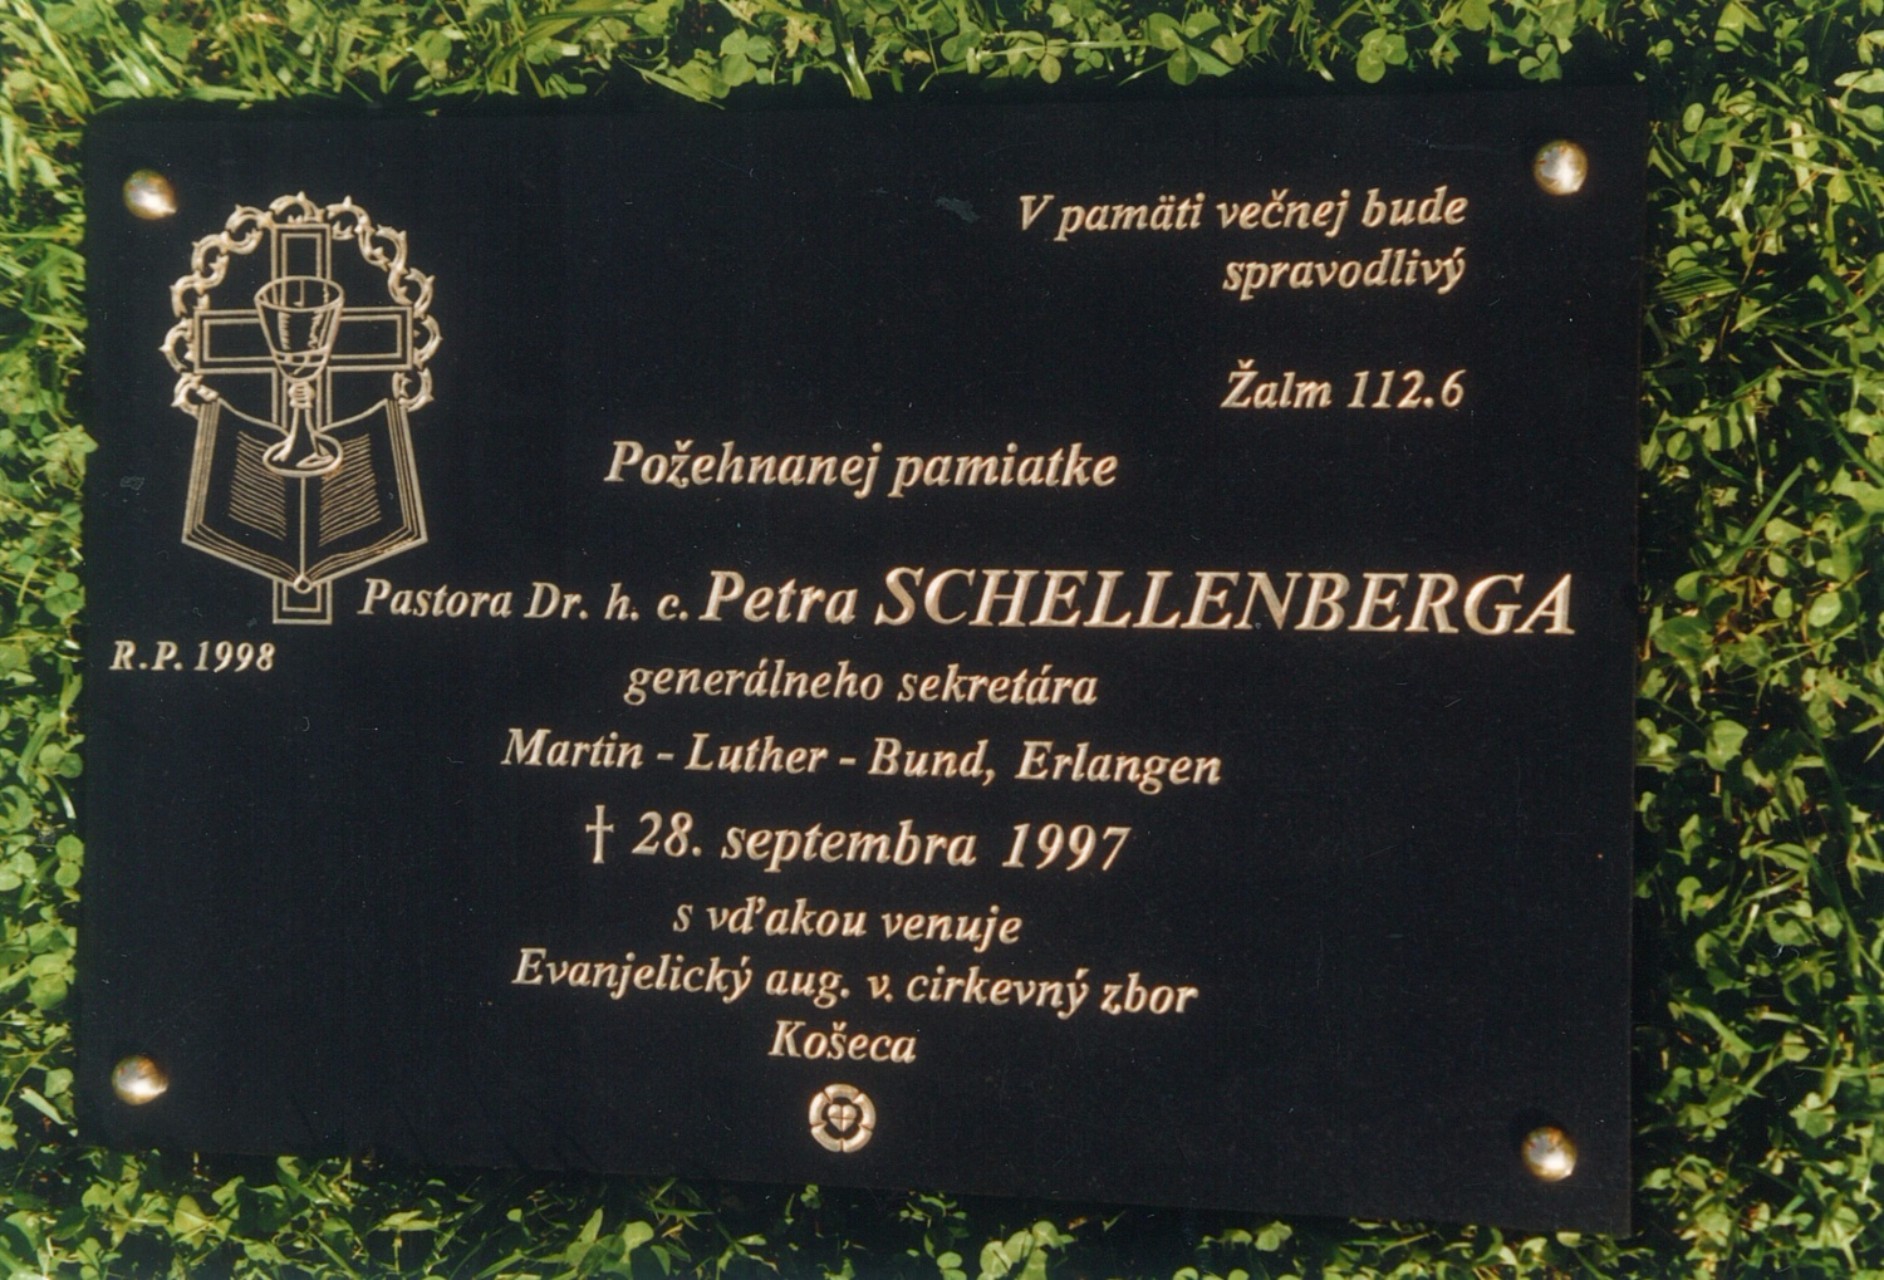 V pamäti večnej bude
spravodlivý
Žalm 112.6
Požehnanej pamiatke
Pastora Dr. h. c. Petra SCHELLENBERGA
R.P. 1998
generálneho sekretára
Martin - Luther - Bund, Erlangen
† 28. septembra 1997
s vďakou venuje
Evanjelický aug. v. cirkevný zbor
Košeca